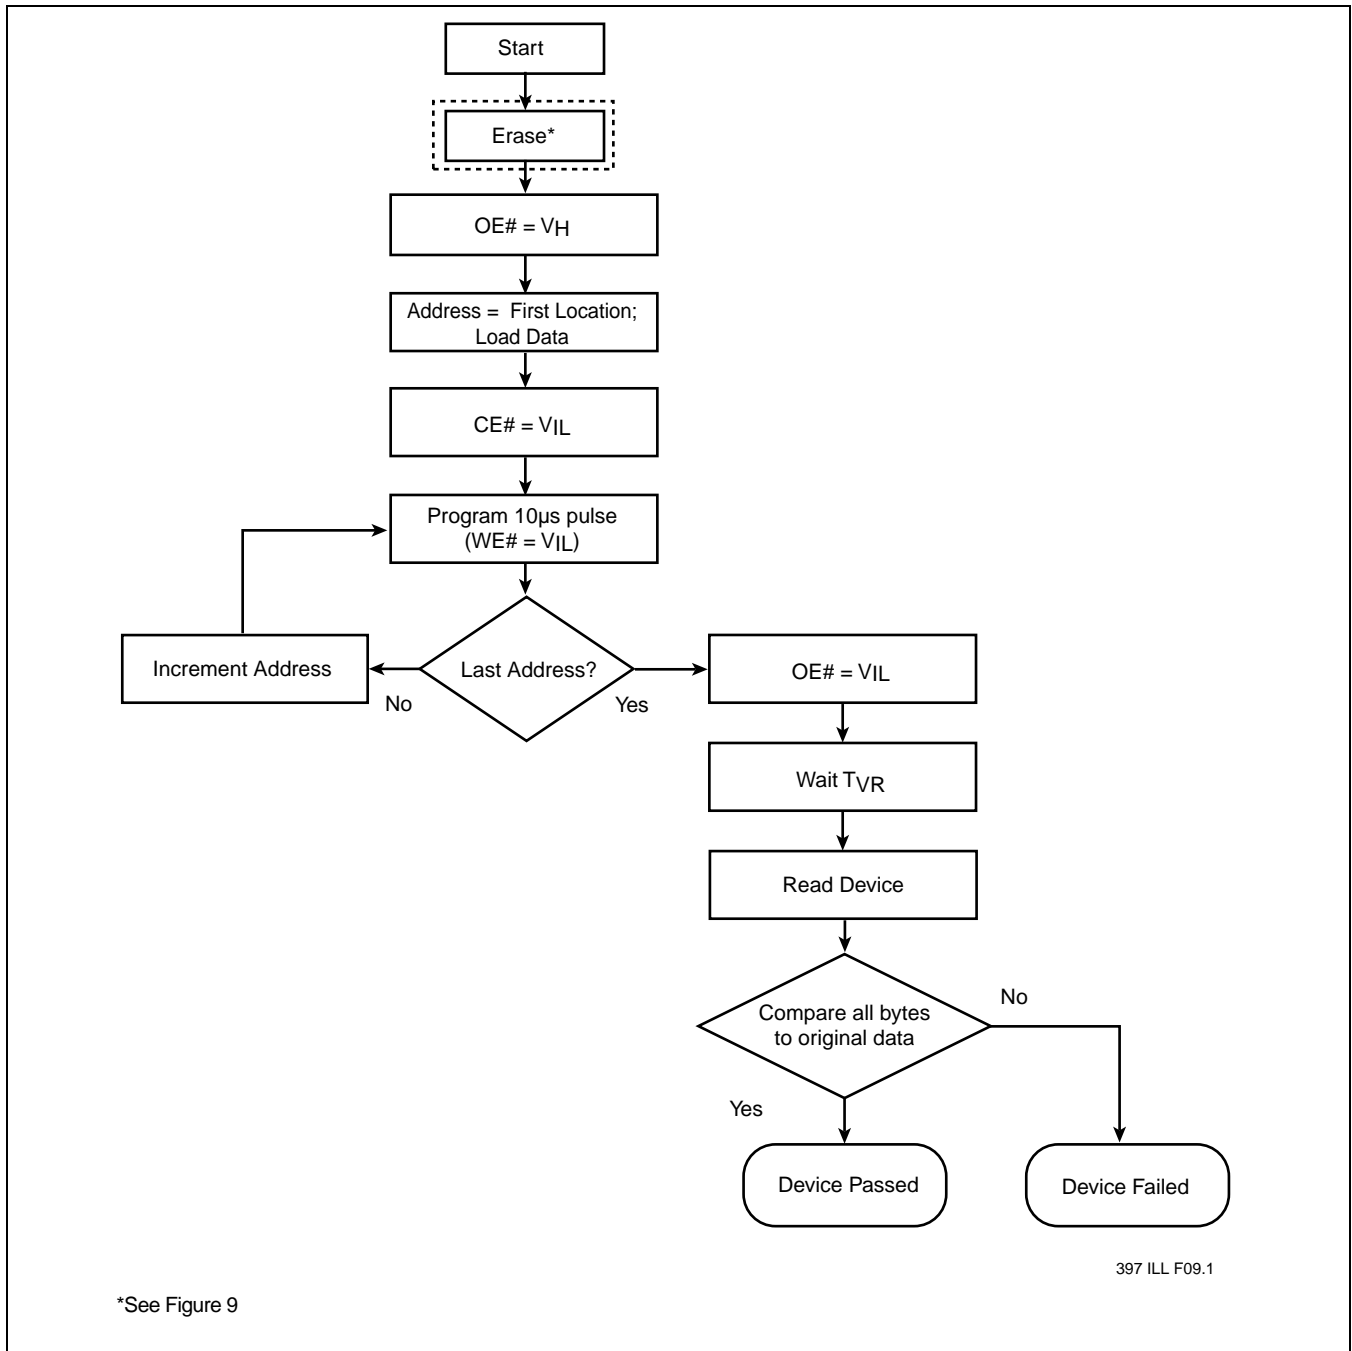 Start
Erase*
OE# = VH
Address = First Location;
Load Data
CE# = VIL
Program 10µs pulse
(WE# = VIL)
Increment Address
No
Last Address?
Yes
OE# = VIL
Wait TVR
Read Device
Compare all bytes
to original data
No
Yes
Device Passed
Device Failed
397 ILL F09.1
*See Figure 9